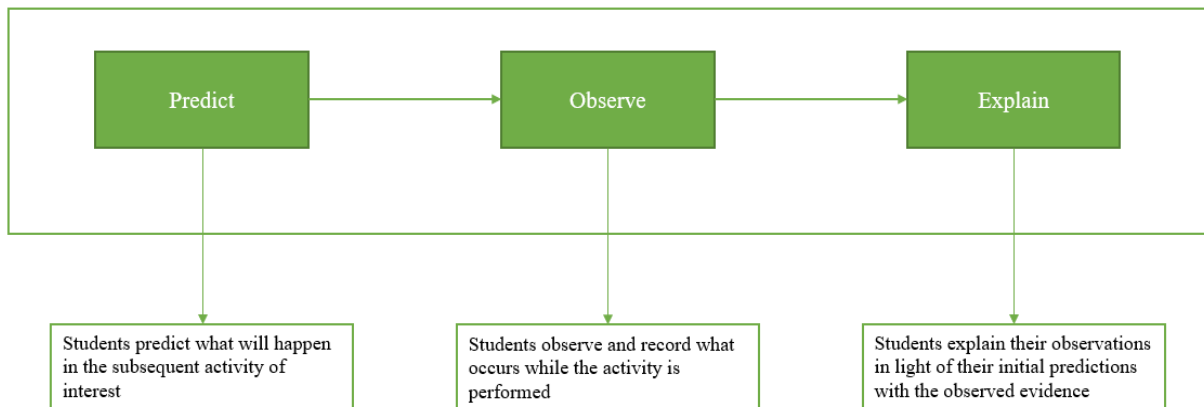 Predict
Observe
Explain
Students predict what will happen
in the subsequent activity of
interest
Students observe and record what
occurs while the activity is
performed
Students explain their observations
in light of their initial predictions
with the observed evidence